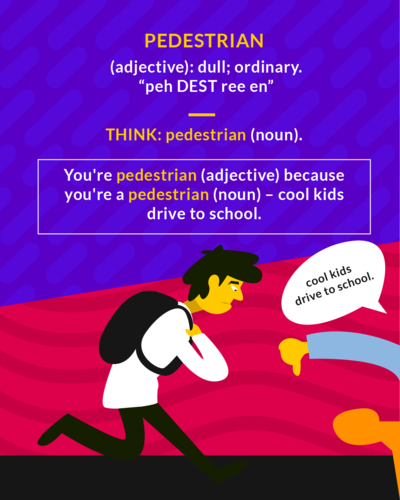 PEDESTRIAN
(adjective): dull; ordinary.
“peh DEST ree en”
THINK: pedestrian (noun).
You're pedestrian (adjective) because
you're a pedestrian (noun) – cool kids
drive to school.
cool kids
drive to school.